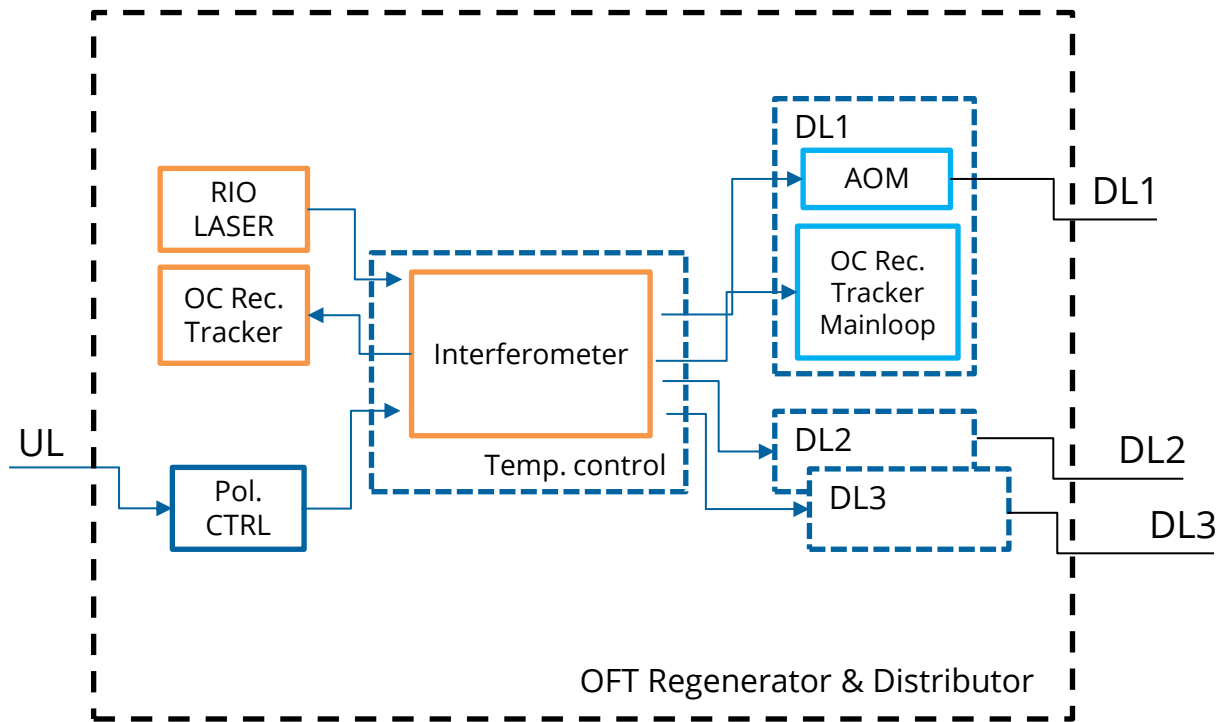 DL1
RIO
LASER
AOM
DL1
OC Rec.
Tracker
OC Rec.
Tracker
Mainloop
Interferometer
UL
Temp. control
DL2
DL2
Pol.
CTRL
DL3
DL3
OFT Regenerator & Distributor